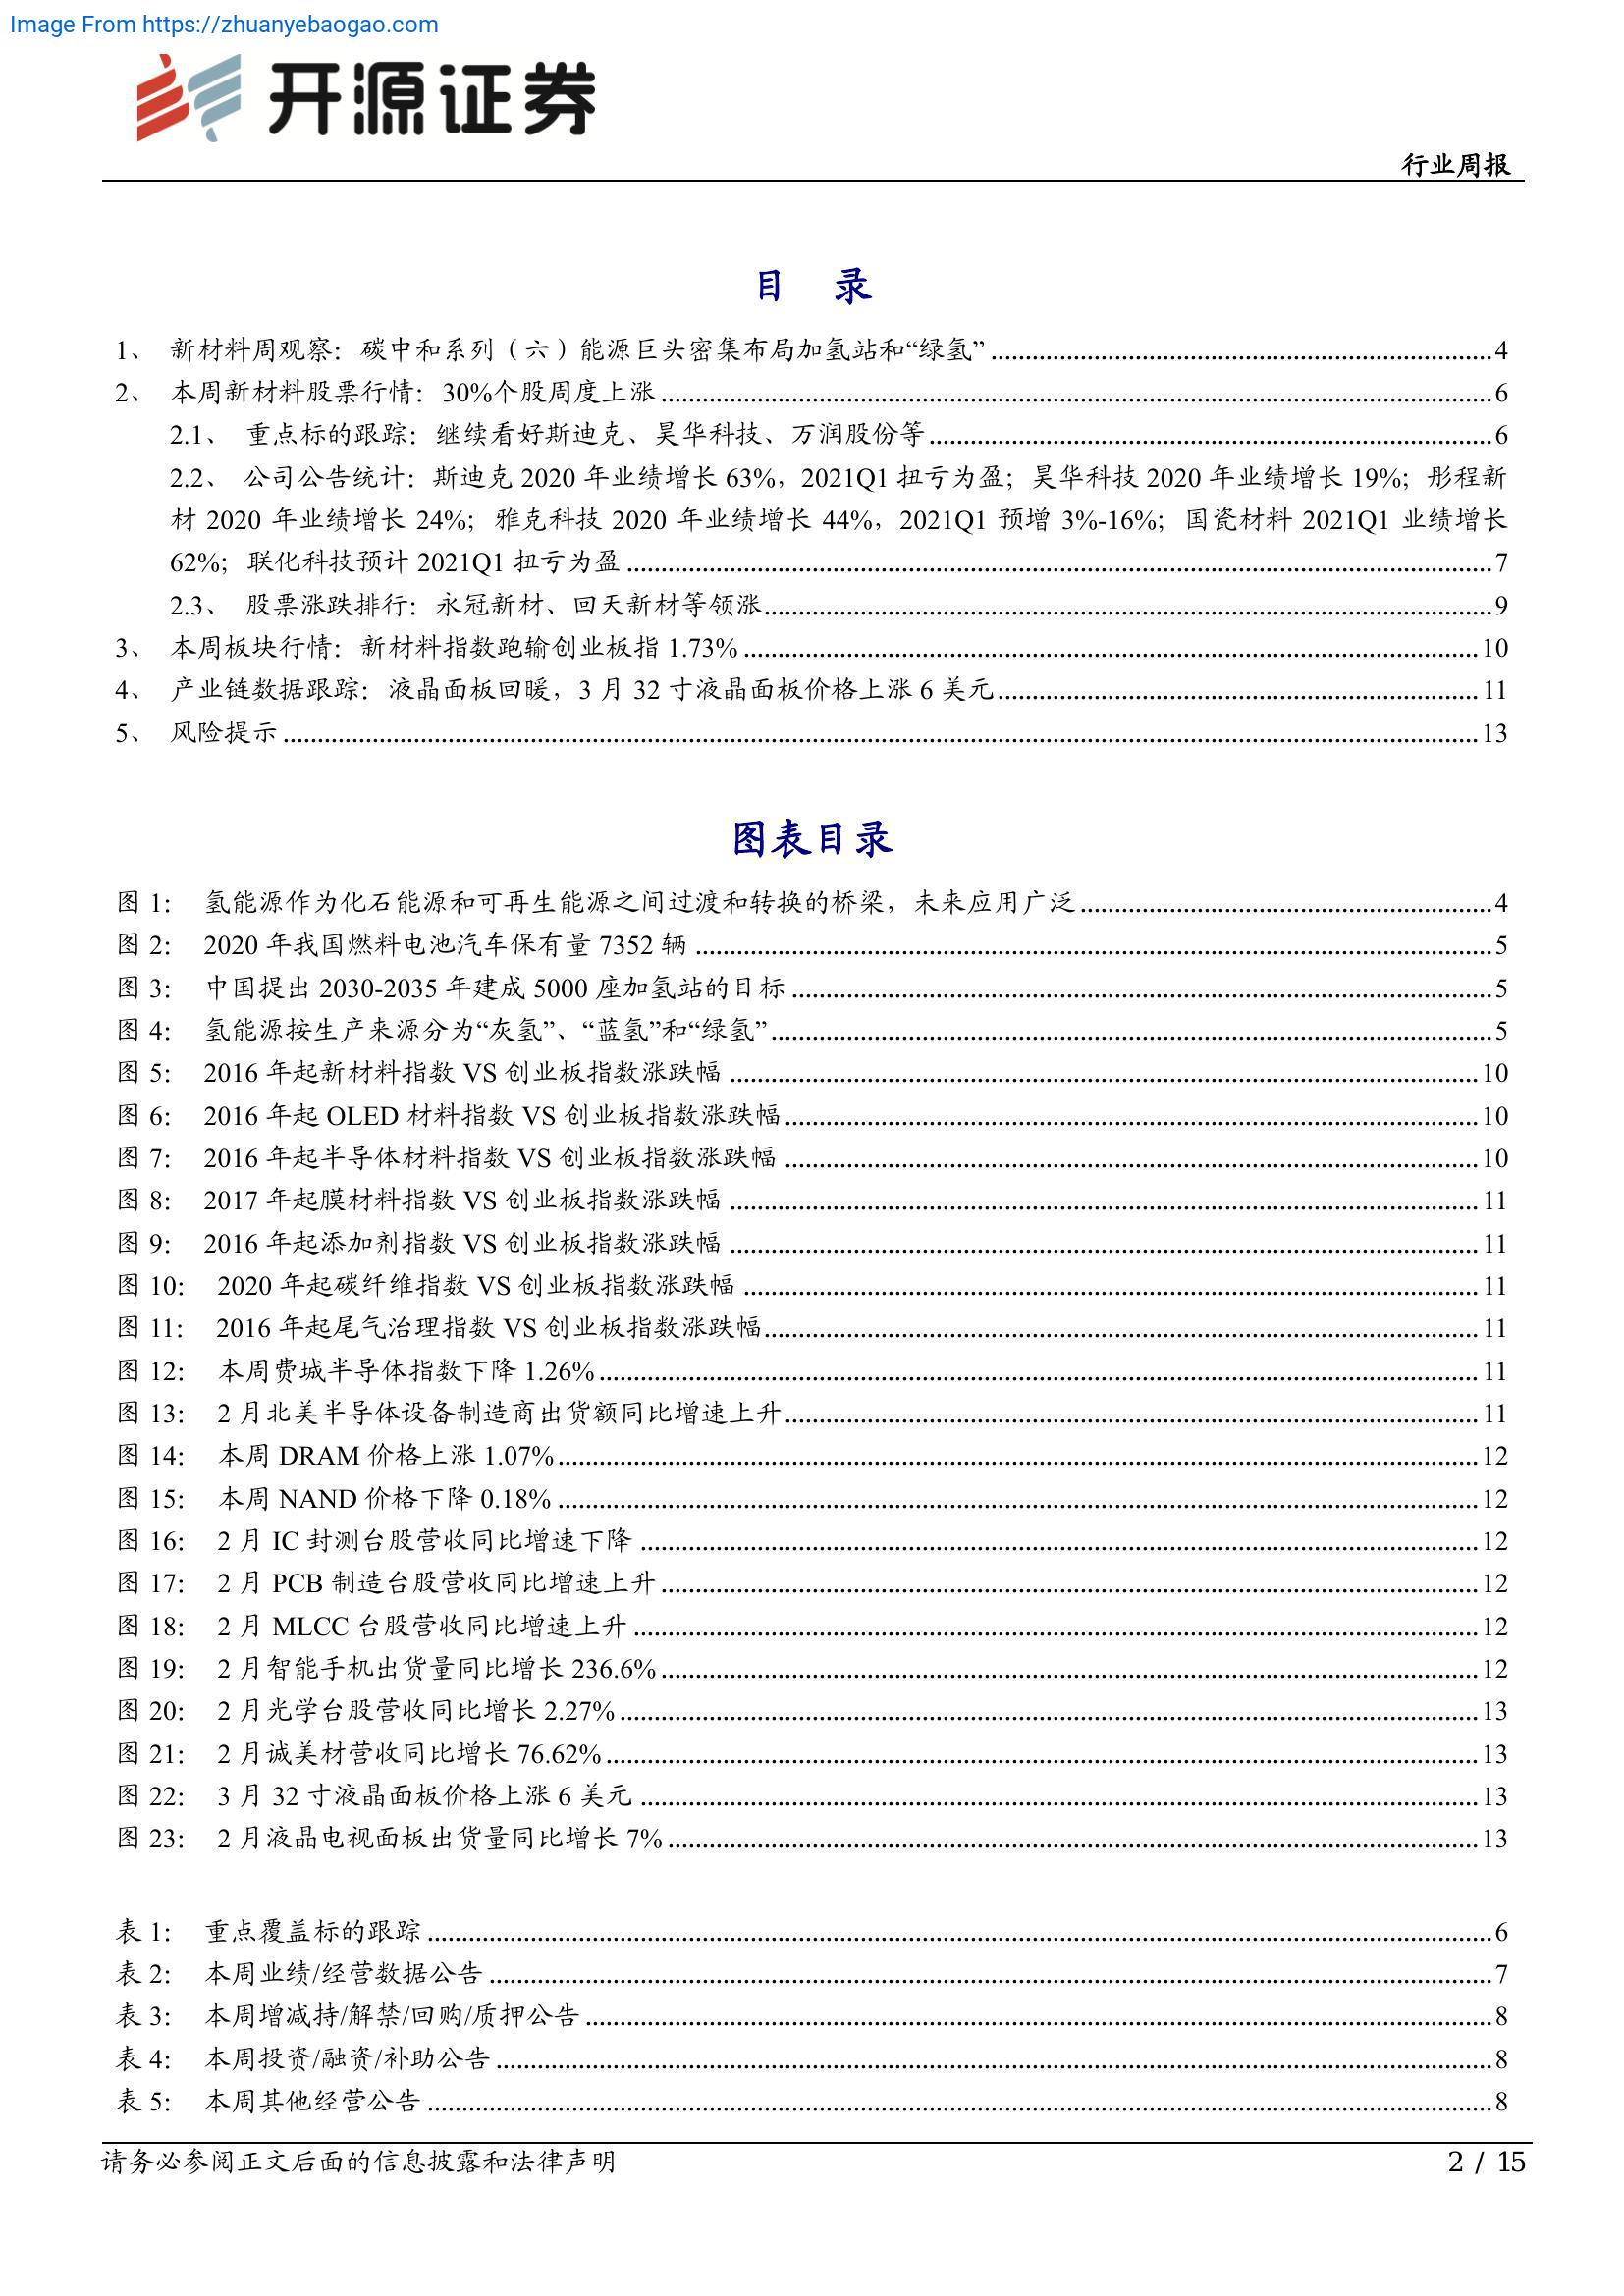 Image From https://zhuanyebaogao.com
开源证券
行业周报
目 录
1、 新材料周观察：碳中和系列（六）能源巨头密集布局加氢站和“绿氢” 4
2、 本周新材料股票行情：30%个股周度上涨 6
2.1、 重点标的跟踪：继续看好斯迪克、昊华科技、万润股份等 6
2.2、 公司公告统计：斯迪克 2020 年业绩增长 63%，2021Q1 扭亏为盈；昊华科技 2020 年业绩增长 19%；彤程新
材 2020 年业绩增长 24%；雅克科技 2020 年业绩增长 44%，2021Q1 预增 3%-16%；国瓷材料 2021Q1 业绩增长
62%；联化科技预计 2021Q1 扭亏为盈 7
2.3、 股票涨跌排行：永冠新材、回天新材等领涨 9
3、 本周板块行情：新材料指数跑输创业板指 1.73% 10
4、 产业链数据跟踪：液晶面板回暖，3 月 32 寸液晶面板价格上涨 6 美元 11
5、 风险提示 13
图表目录
图 1： 氢能源作为化石能源和可再生能源之间过渡和转换的桥梁，未来应用广泛 4
图 2： 2020 年我国燃料电池汽车保有量 7352 辆 5
图 3： 中国提出 2030-2035 年建成 5000 座加氢站的目标 5
图 4： 氢能源按生产来源分为“灰氢”、“蓝氢”和“绿氢” 5
图 5： 2016 年起新材料指数 VS 创业板指数涨跌幅 10
图 6： 2016 年起 OLED 材料指数 VS 创业板指数涨跌幅 10
图 7： 2016 年起半导体材料指数 VS 创业板指数涨跌幅 10
图 8： 2017 年起膜材料指数 VS 创业板指数涨跌幅 11
图 9： 2016 年起添加剂指数 VS 创业板指数涨跌幅 11
图 10： 2020 年起碳纤维指数 VS 创业板指数涨跌幅 11
图 11： 2016 年起尾气治理指数 VS 创业板指数涨跌幅 11
图 12： 本周费城半导体指数下降 1.26% 11
图 13： 2 月北美半导体设备制造商出货额同比增速上升 11
图 14： 本周 DRAM 价格上涨 1.07% 12
图 15： 本周 NAND 价格下降 0.18% 12
图 16： 2 月 IC 封测台股营收同比增速下降 12
图 17： 2 月 PCB 制造台股营收同比增速上升 12
图 18： 2 月 MLCC 台股营收同比增速上升 12
图 19： 2 月智能手机出货量同比增长 236.6% 12
图 20： 2 月光学台股营收同比增长 2.27% 13
图 21： 2 月诚美材营收同比增长 76.62% 13
图 22： 3 月 32 寸液晶面板价格上涨 6 美元 13
图 23： 2 月液晶电视面板出货量同比增长 7% 13
表 1： 重点覆盖标的跟踪 6
表 2： 本周业绩/经营数据公告 7
表 3： 本周增减持/解禁/回购/质押公告 8
表 4： 本周投资/融资/补助公告 8
表 5： 本周其他经营公告 8
请务必参阅正文后面的信息披露和法律声明
2 / 15